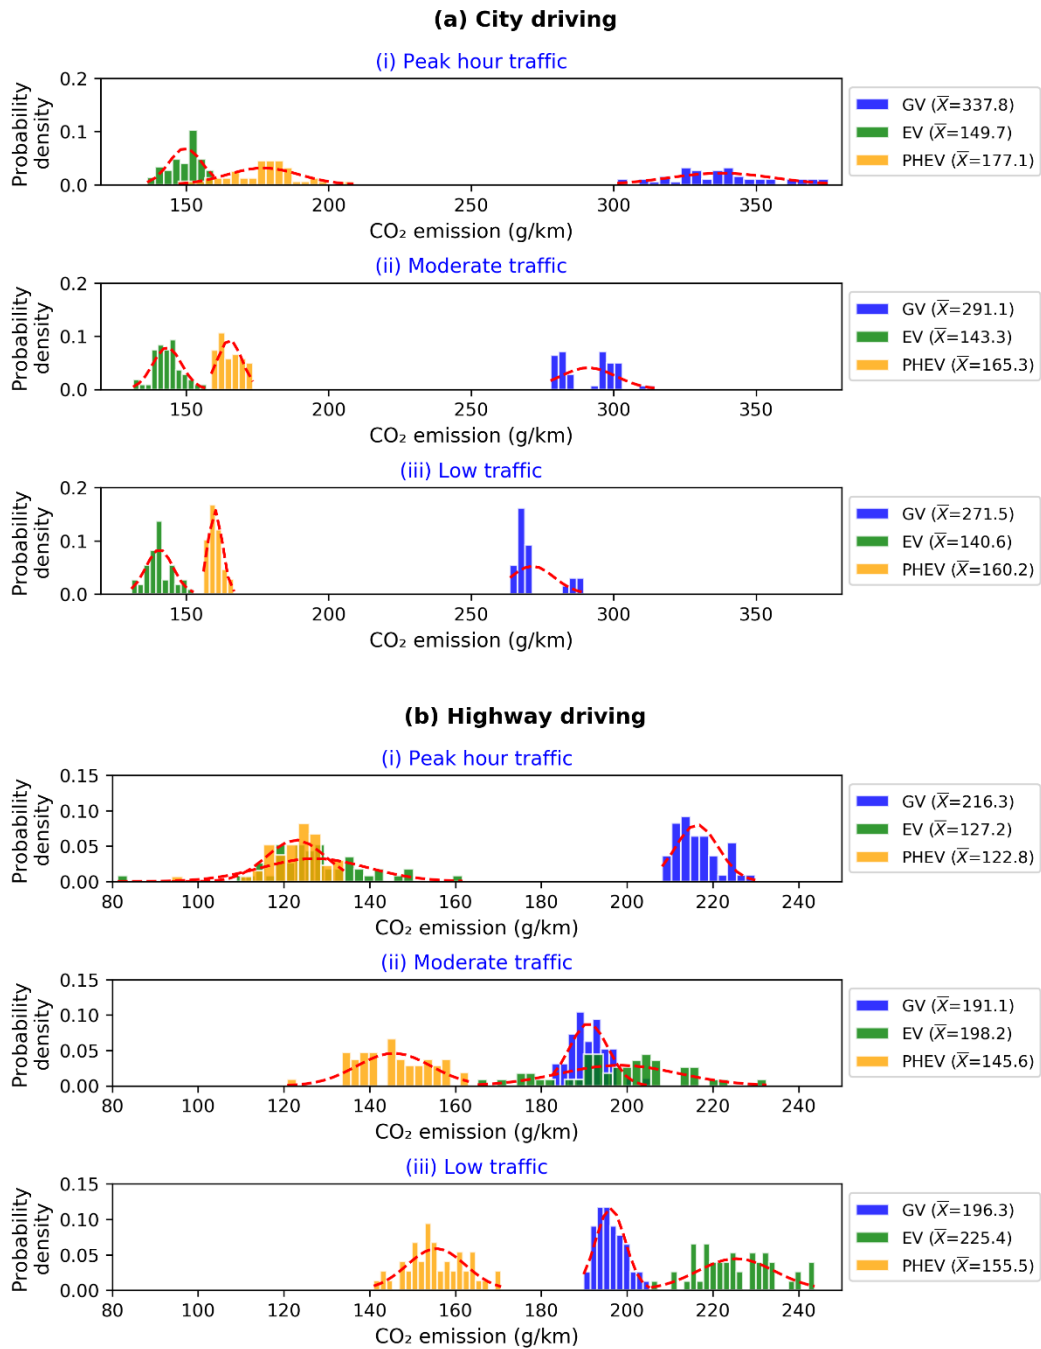 (a) City driving
(i) Peak hour traffic
Probability
density
0.2
0.1
0.0
150 200 250 300 350
CO₂ emission (g/km)
GV (X̅=337.8)
EV (X̅=149.7)
PHEV (X̅=177.1)
(ii) Moderate traffic
Probability
density
0.2
0.1
0.0
150 200 250 300 350
CO₂ emission (g/km)
GV (X̅=291.1)
EV (X̅=143.3)
PHEV (X̅=165.3)
(iii) Low traffic
Probability
density
0.2
0.1
0.0
150 200 250 300 350
CO₂ emission (g/km)
GV (X̅=271.5)
EV (X̅=140.6)
PHEV (X̅=160.2)
(b) Highway driving
(i) Peak hour traffic
Probability
density
0.15
0.10
0.05
0.00
80 100 120 140 160 180 200 220 240
CO₂ emission (g/km)
GV (X̅=216.3)
EV (X̅=127.2)
PHEV (X̅=122.8)
(ii) Moderate traffic
Probability
density
0.15
0.10
0.05
0.00
80 100 120 140 160 180 200 220 240
CO₂ emission (g/km)
GV (X̅=191.1)
EV (X̅=198.2)
PHEV (X̅=145.6)
(iii) Low traffic
Probability
density
0.15
0.10
0.05
0.00
80 100 120 140 160 180 200 220 240
CO₂ emission (g/km)
GV (X̅=196.3)
EV (X̅=225.4)
PHEV (X̅=155.5)